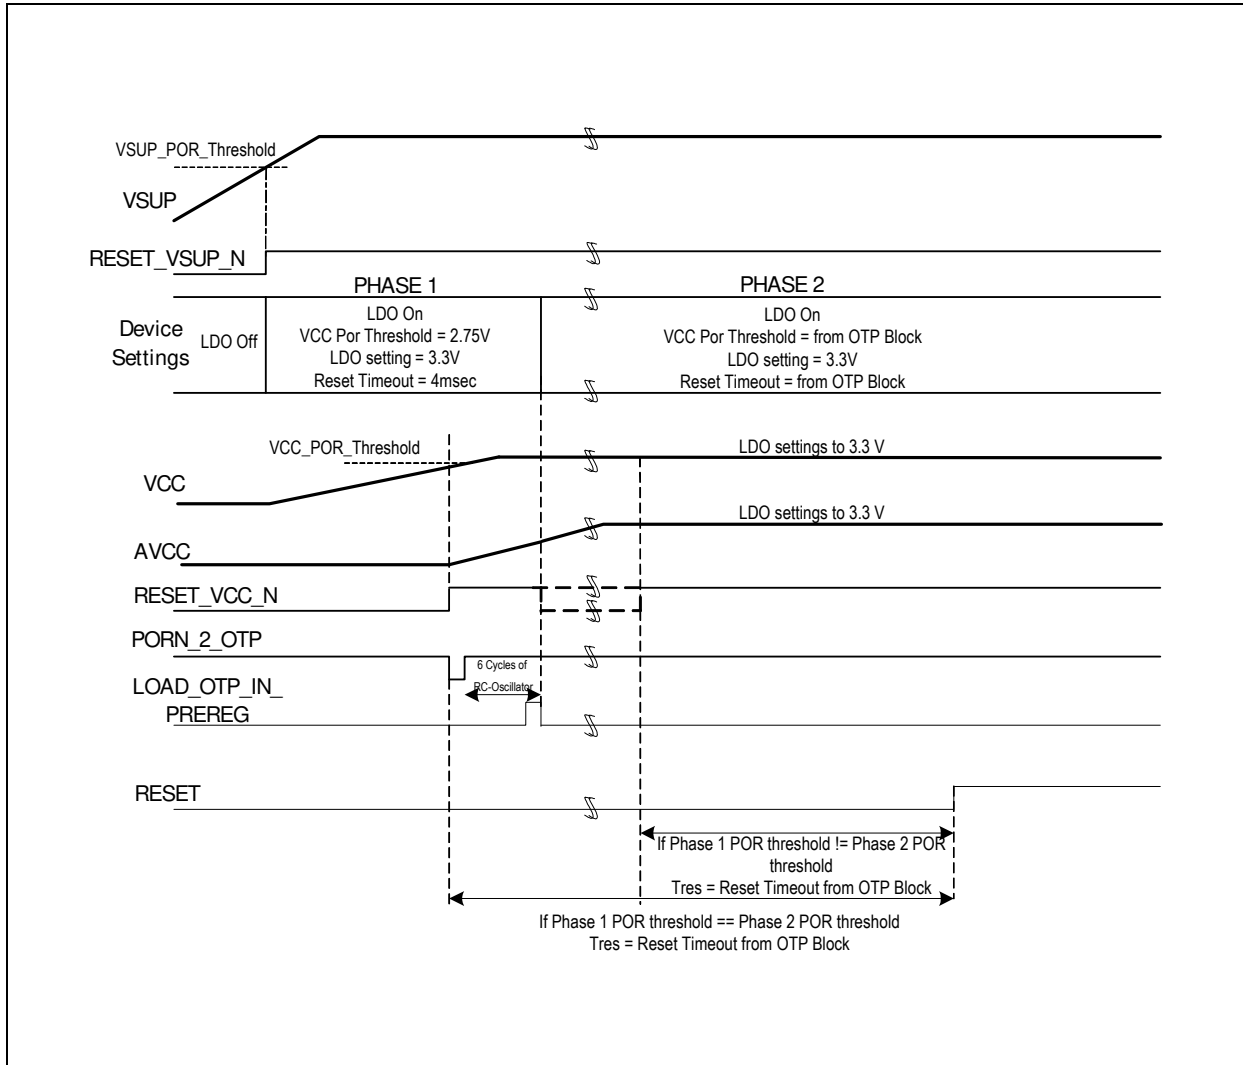 VSUP_POR_Threshold
VSUP
RESET_VSUP_N
PHASE 1
PHASE 2
Device
Settings
LDO Off
LDO On
VCC Por Threshold = 2.75V
LDO setting = 3.3V
Reset Timeout = 4msec
LDO On
VCC Por Threshold = from OTP Block
LDO setting = 3.3V
Reset Timeout = from OTP Block
VCC_POR_Threshold
LDO settings to 3.3 V
VCC
LDO settings to 3.3 V
AVCC
RESET_VCC_N
PORN_2_OTP
6 Cycles of
RC-Oscillator
LOAD_OTP_IN_
PREREG
RESET
If Phase 1 POR threshold != Phase 2 POR
threshold
Tres = Reset Timeout from OTP Block
If Phase 1 POR threshold == Phase 2 POR threshold
Tres = Reset Timeout from OTP Block